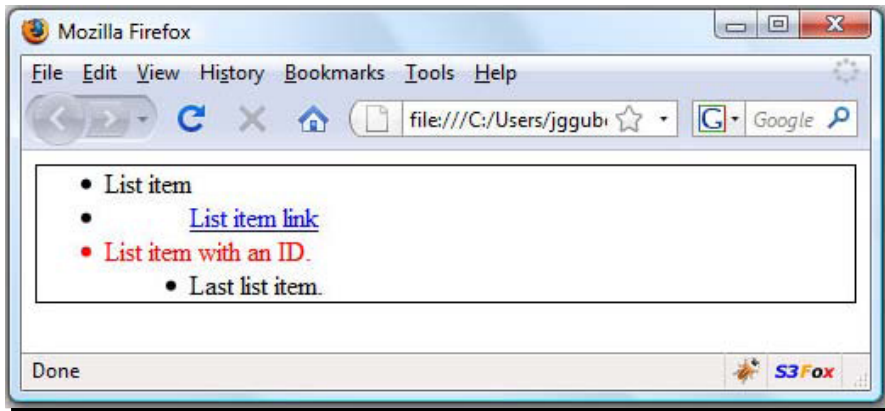 Mozilla Firefox
File Edit View History Bookmarks Tools Help
file:///C:/Users/jggub G Google
• List item
• List item link
• List item with an ID.
• Last list item.
Done S3Fox